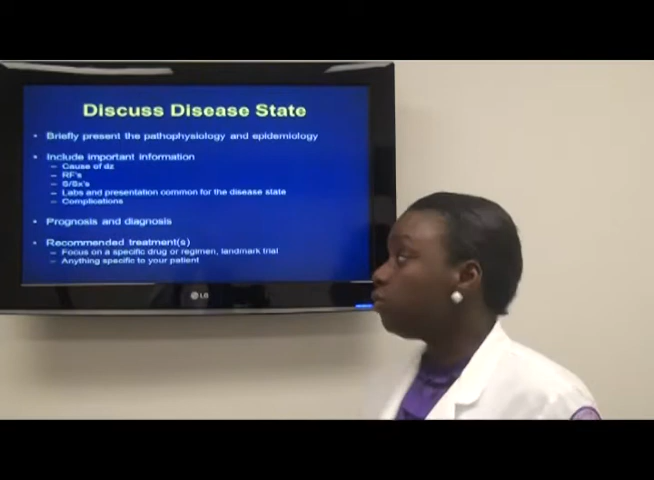 Discuss Disease State
• Briefly present the pathophysiology and epidemiology
• Include important information
– Cause of dz
– RF's
– S/Sx's
– Labs and presentation common for the disease state
– Complications
• Prognosis and diagnosis
• Recommended treatment(s)
– Focus on a specific drug or regimen, landmark trial
– Anything specific to your patient
LG